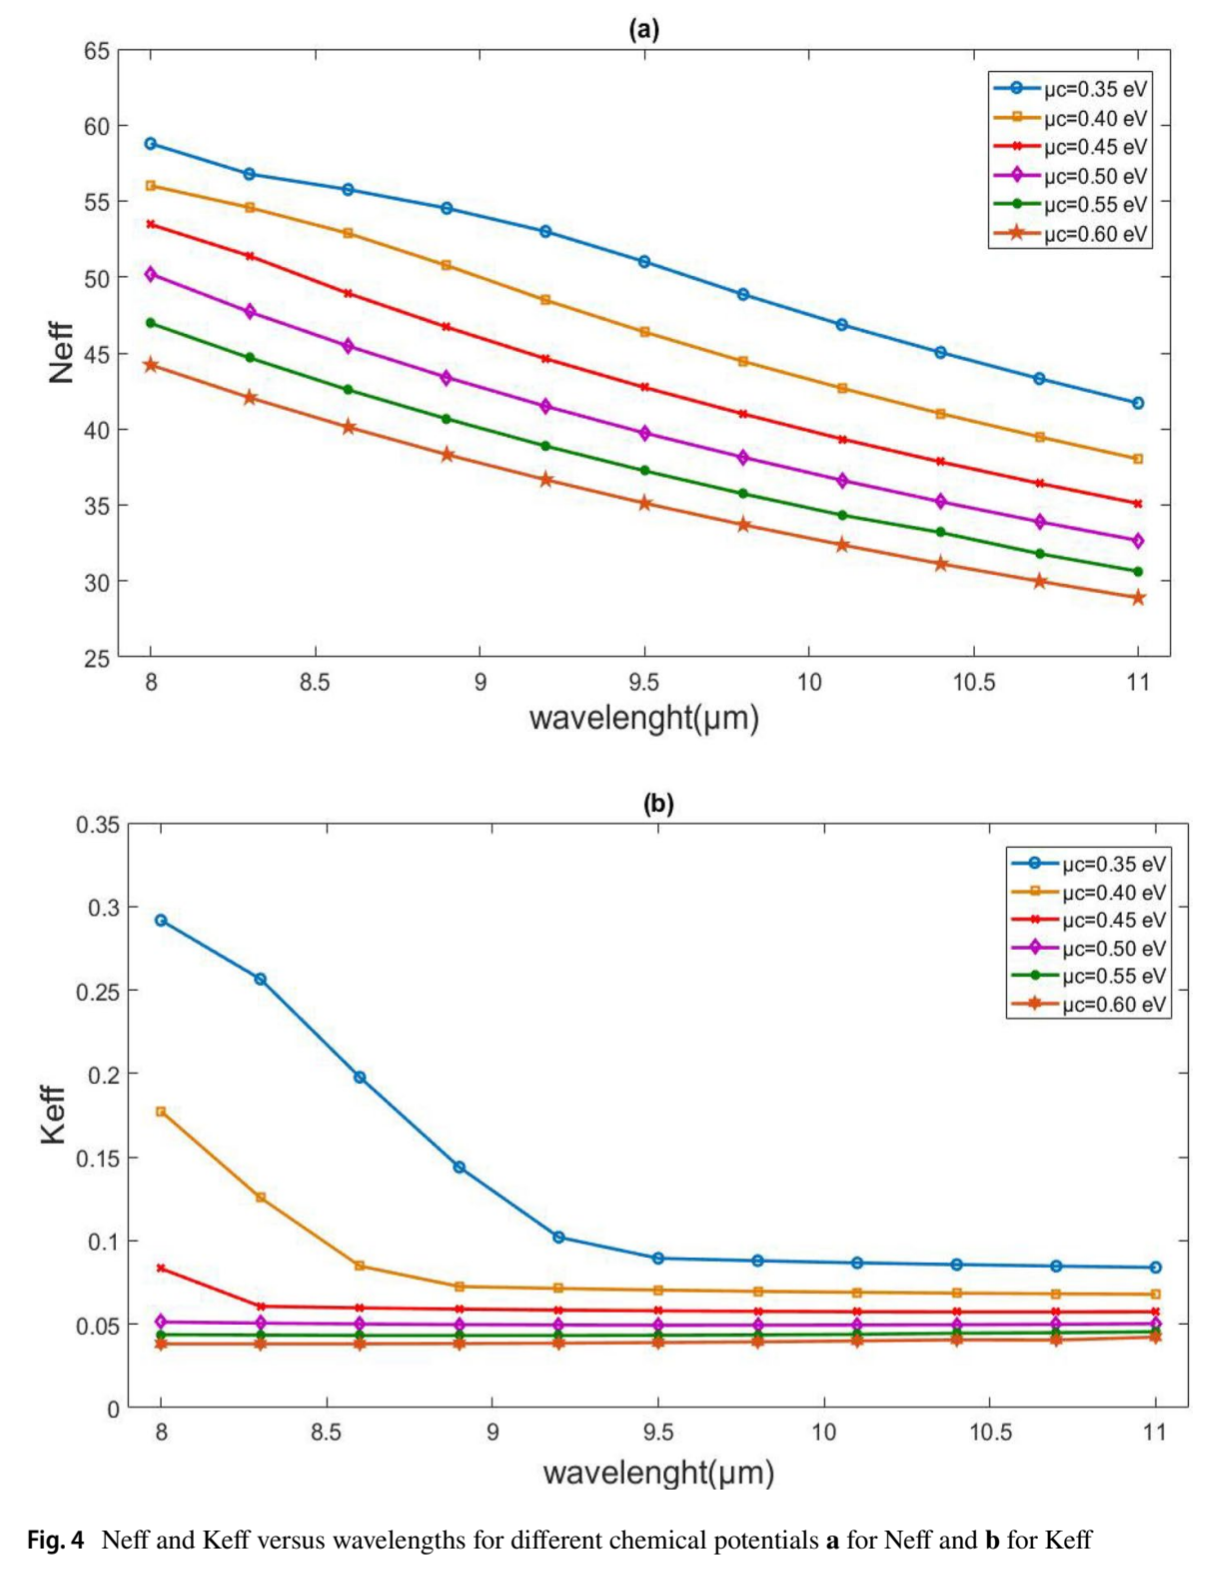 (a)
65
60
55
50
45
40
35
30
25
Neff
8 8.5 9 9.5 10 10.5 11
wavelenght(μm)
μc=0.35 eV
μc=0.40 eV
μc=0.45 eV
μc=0.50 eV
μc=0.55 eV
μc=0.60 eV
(b)
0.35
0.3
0.25
0.2
0.15
0.1
0.05
0
Keff
8 8.5 9 9.5 10 10.5 11
wavelenght(μm)
μc=0.35 eV
μc=0.40 eV
μc=0.45 eV
μc=0.50 eV
μc=0.55 eV
μc=0.60 eV
Fig. 4 Neff and Keff versus wavelengths for different chemical potentials a for Neff and b for Keff